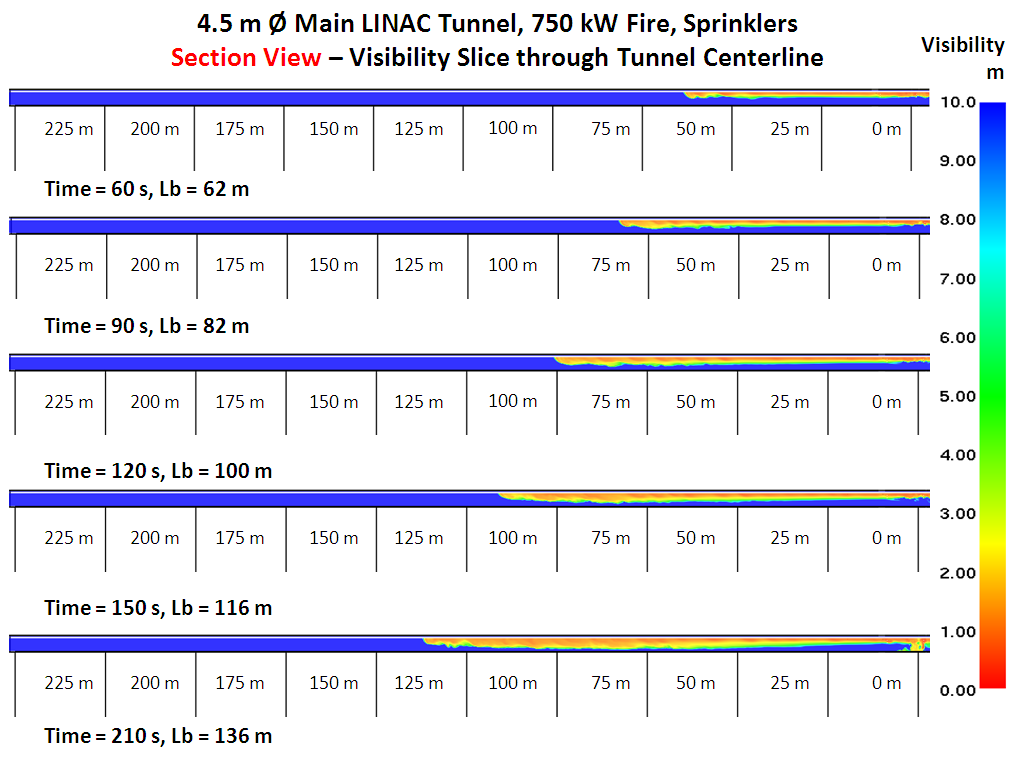 4.5 m Ø Main LINAC Tunnel, 750 kW Fire, Sprinklers
Section View – Visibility Slice through Tunnel Centerline
Visibility
m
225 m 200 m 175 m 150 m 125 m 100 m 75 m 50 m 25 m 0 m
Time = 60 s, Lb = 62 m
225 m 200 m 175 m 150 m 125 m 100 m 75 m 50 m 25 m 0 m
Time = 90 s, Lb = 82 m
225 m 200 m 175 m 150 m 125 m 100 m 75 m 50 m 25 m 0 m
Time = 120 s, Lb = 100 m
225 m 200 m 175 m 150 m 125 m 100 m 75 m 50 m 25 m 0 m
Time = 150 s, Lb = 116 m
225 m 200 m 175 m 150 m 125 m 100 m 75 m 50 m 25 m 0 m
Time = 210 s, Lb = 136 m
10.0
9.00
8.00
7.00
6.00
5.00
4.00
3.00
2.00
1.00
0.00